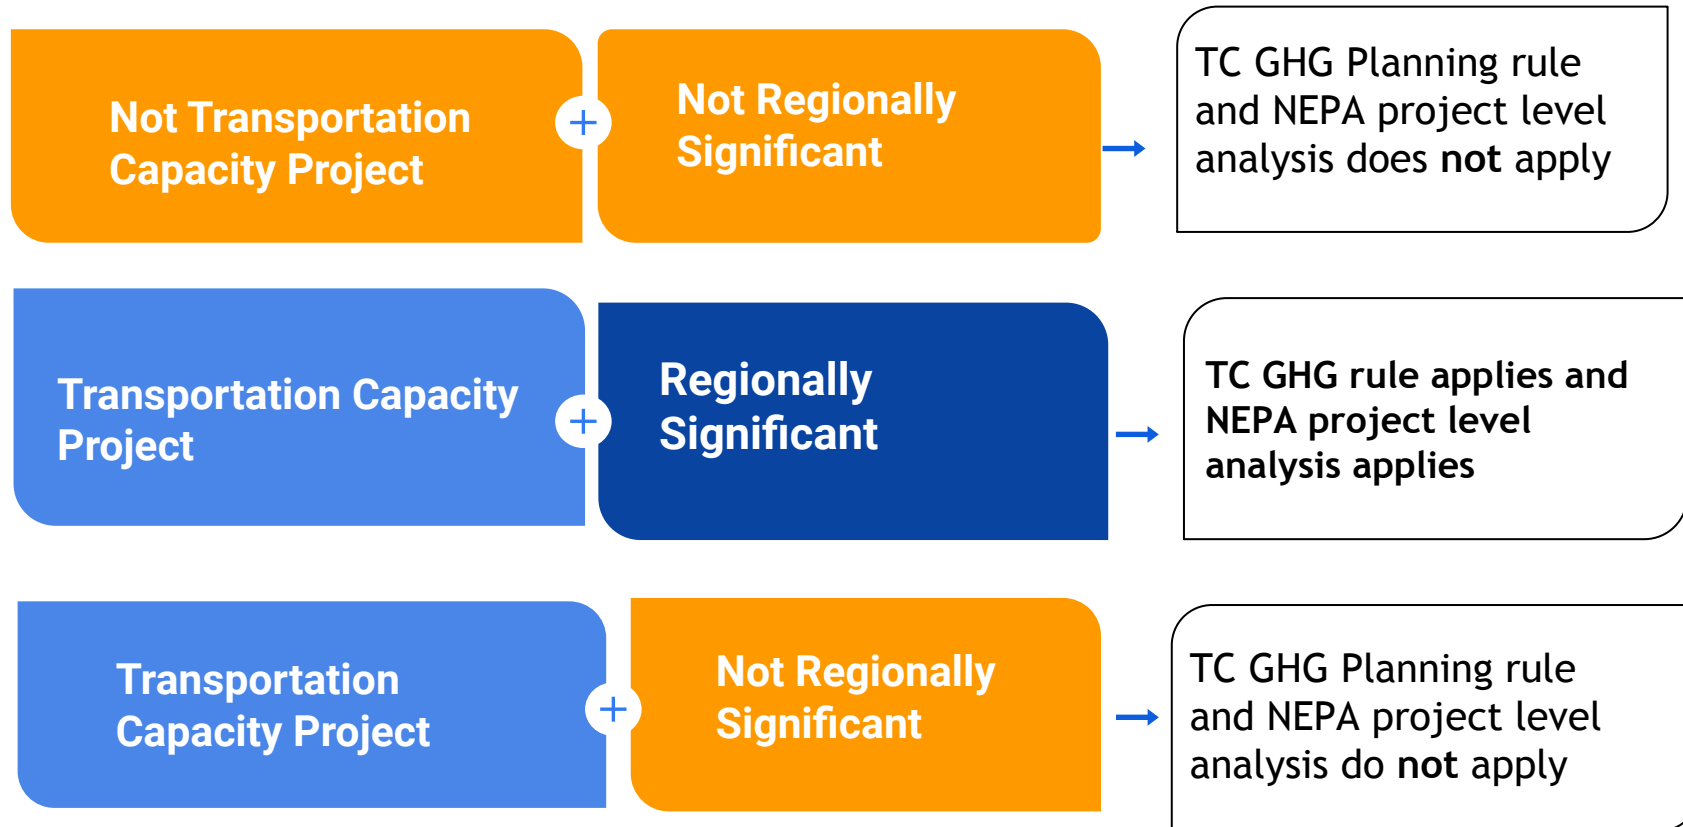 Not Transportation
Capacity Project
+
Not Regionally
Significant
TC GHG Planning rule
and NEPA project level
analysis does not apply
Transportation Capacity
Project
+
Regionally
Significant
TC GHG rule applies and
NEPA project level
analysis applies
Transportation
Capacity Project
+
Not Regionally
Significant
TC GHG Planning rule
and NEPA project level
analysis do not apply